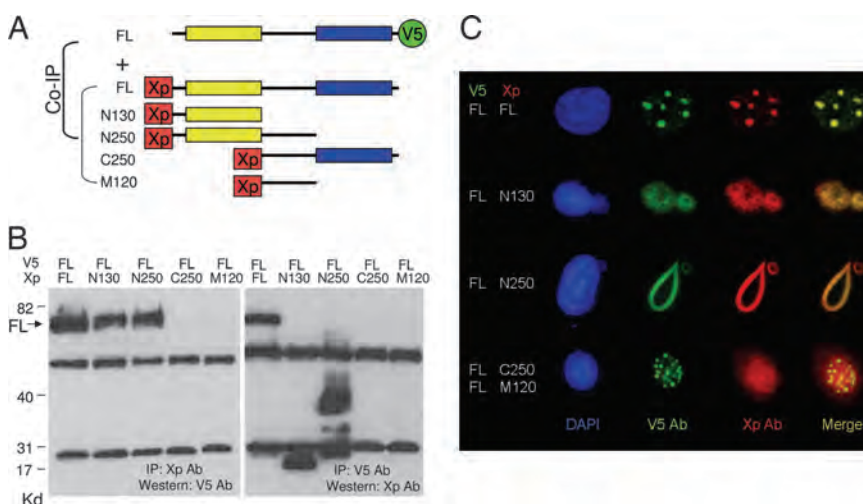 A
FL
V5
+
Co-IP
FL
Xp
N130
Xp
N250
Xp
C250
Xp
M120
Xp
B
V5 FL FL FL FL FL FL FL FL FL FL
Xp FL N130 N250 C250 M120 FL N130 N250 C250 M120
82
FL
40
31
17
Kd
IP: Xp Ab
Western: V5 Ab
IP: V5 Ab
Western: Xp Ab
C
V5 Xp
FL FL
FL N130
FL N250
FL C250
FL M120
DAPI V5 Ab Xp Ab Merge